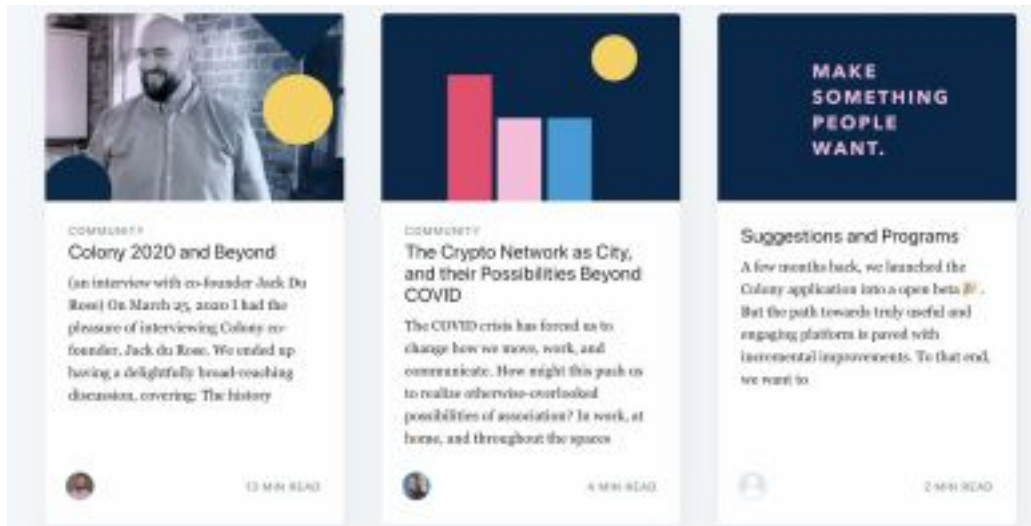 MAKE
SOMETHING
PEOPLE
WANT.
COMMUNITY
Colony 2020 and Beyond
(an interview with co-founder Jack Du
Rose) On March 25, 2020 I had the
pleasure of interviewing Colony co-
founder, Jack du Rose. We ended up
having a delightfully broad-reaching
discussion, covering: The history
13 MIN READ
COMMUNITY
The Crypto Network as City,
and their Possibilities Beyond
COVID
The COVID crisis has forced us to
change how we move, work, and
communicate. How might this push us
to realize otherwise-overlooked
possibilities of association? In work, at
home, and throughout the spaces
4 MIN READ
Suggestions and Programs
A few months back, we launched the
Colony application into a open beta 🎉 .
But the path towards truly useful and
engaging platform is paved with
incremental improvements. To that end,
we want to
2 MIN READ